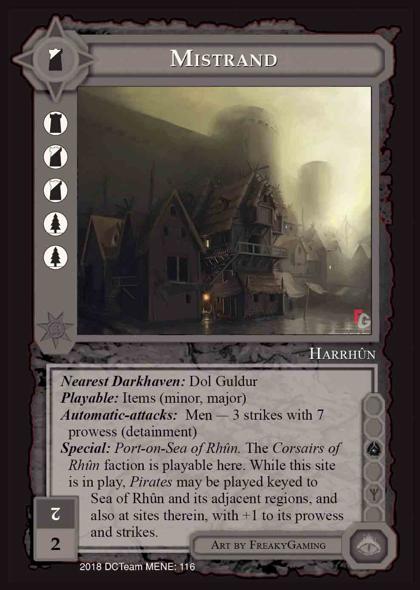 MISTRAND
FG
HARRHÛN
Nearest Darkhaven: Dol Guldur
Playable: Items (minor, major)
Automatic-attacks: Men — 3 strikes with 7
prowess (detainment)
Special: Port-on-Sea of Rhûn. The Corsairs of
Rhûn faction is playable here. While this site
is in play, Pirates may be played keyed to
Sea of Rhûn and its adjacent regions, and
also at sites therein, with +1 to its prowess
and strikes.
2
2
ART BY FREAKYGAMING
2018 DCTeam MENE: 116